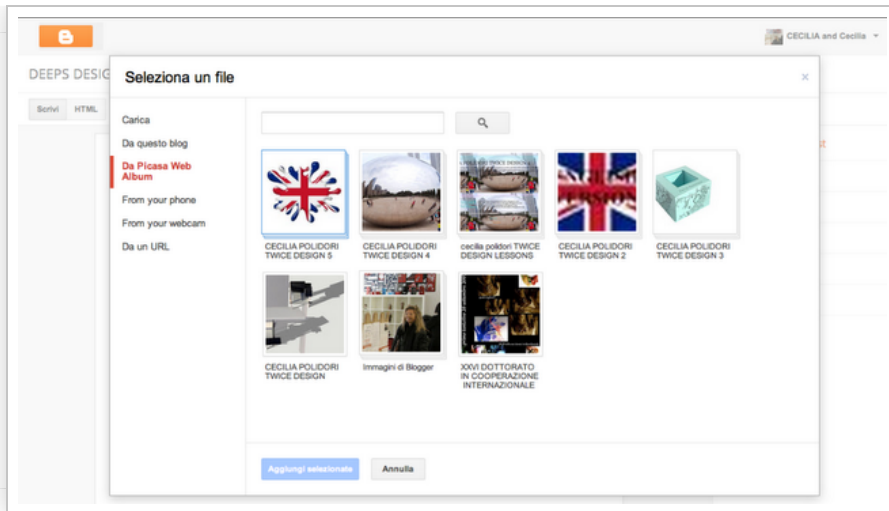 CECILIA and Cecilia
DEEPS DESIG
Seleziona un file
x
Scrivi HTML
Carica
Da questo blog
Da Picasa Web
Album
From your phone
From your webcam
Da un URL
st
ENGLISH
VERSION
CECILIA POLIDORI
TWICE DESIGN 5
CECILIA POLIDORI
TWICE DESIGN 4
cecilia polidori TWICE
DESIGN LESSONS
CECILIA POLIDORI
TWICE DESIGN 2
CECILIA POLIDORI
TWICE DESIGN 3
CECILIA POLIDORI
TWICE DESIGN
Immagini di Blogger
XXVI DOTTORATO
IN COOPERAZIONE
INTERNAZIONALE
Aggiungi selezionate
Annulla